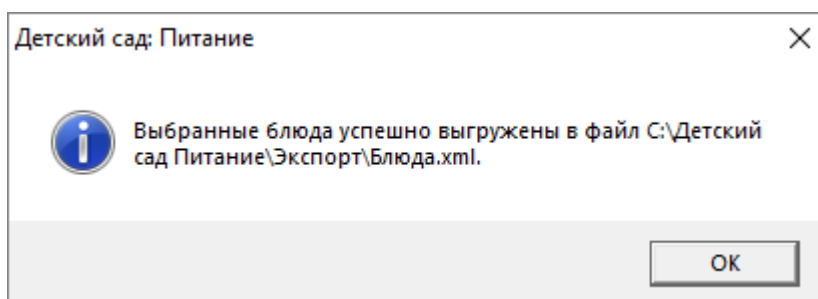 Детский сад: Питание
Выбранные блюда успешно выгружены в файл C:\Детский
сад Питание\Экспорт\Блюда.xml.
OK